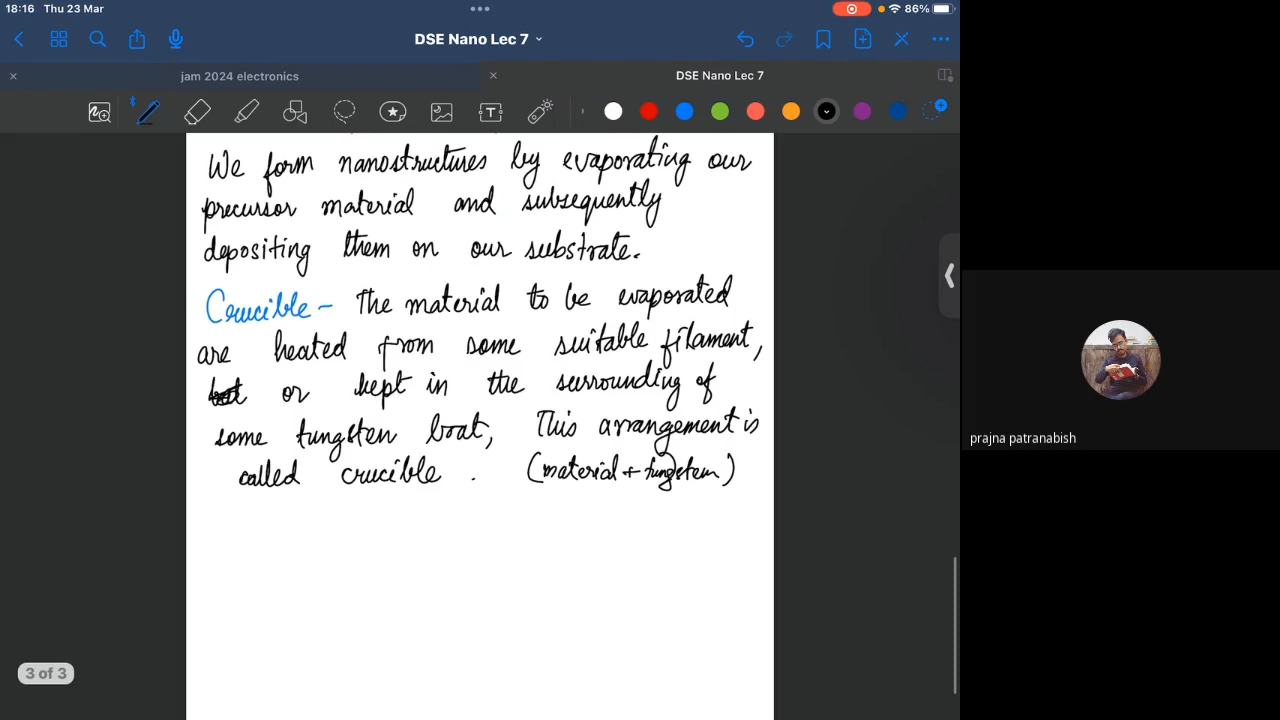 18:16 Thu 23 Mar
86%
DSE Nano Lec 7
jam 2024 electronics
DSE Nano Lec 7
We form nanostructures by evaporating our
precursor material and subsequently
depositing them on our substrate.
Crucible - The material to be evaporated
are heated from some suitable filament,
or kept in the surrounding of
some tungsten boat, This arrangement is
called crucible. (material + tungstem)
3 of 3
prajna patranabish